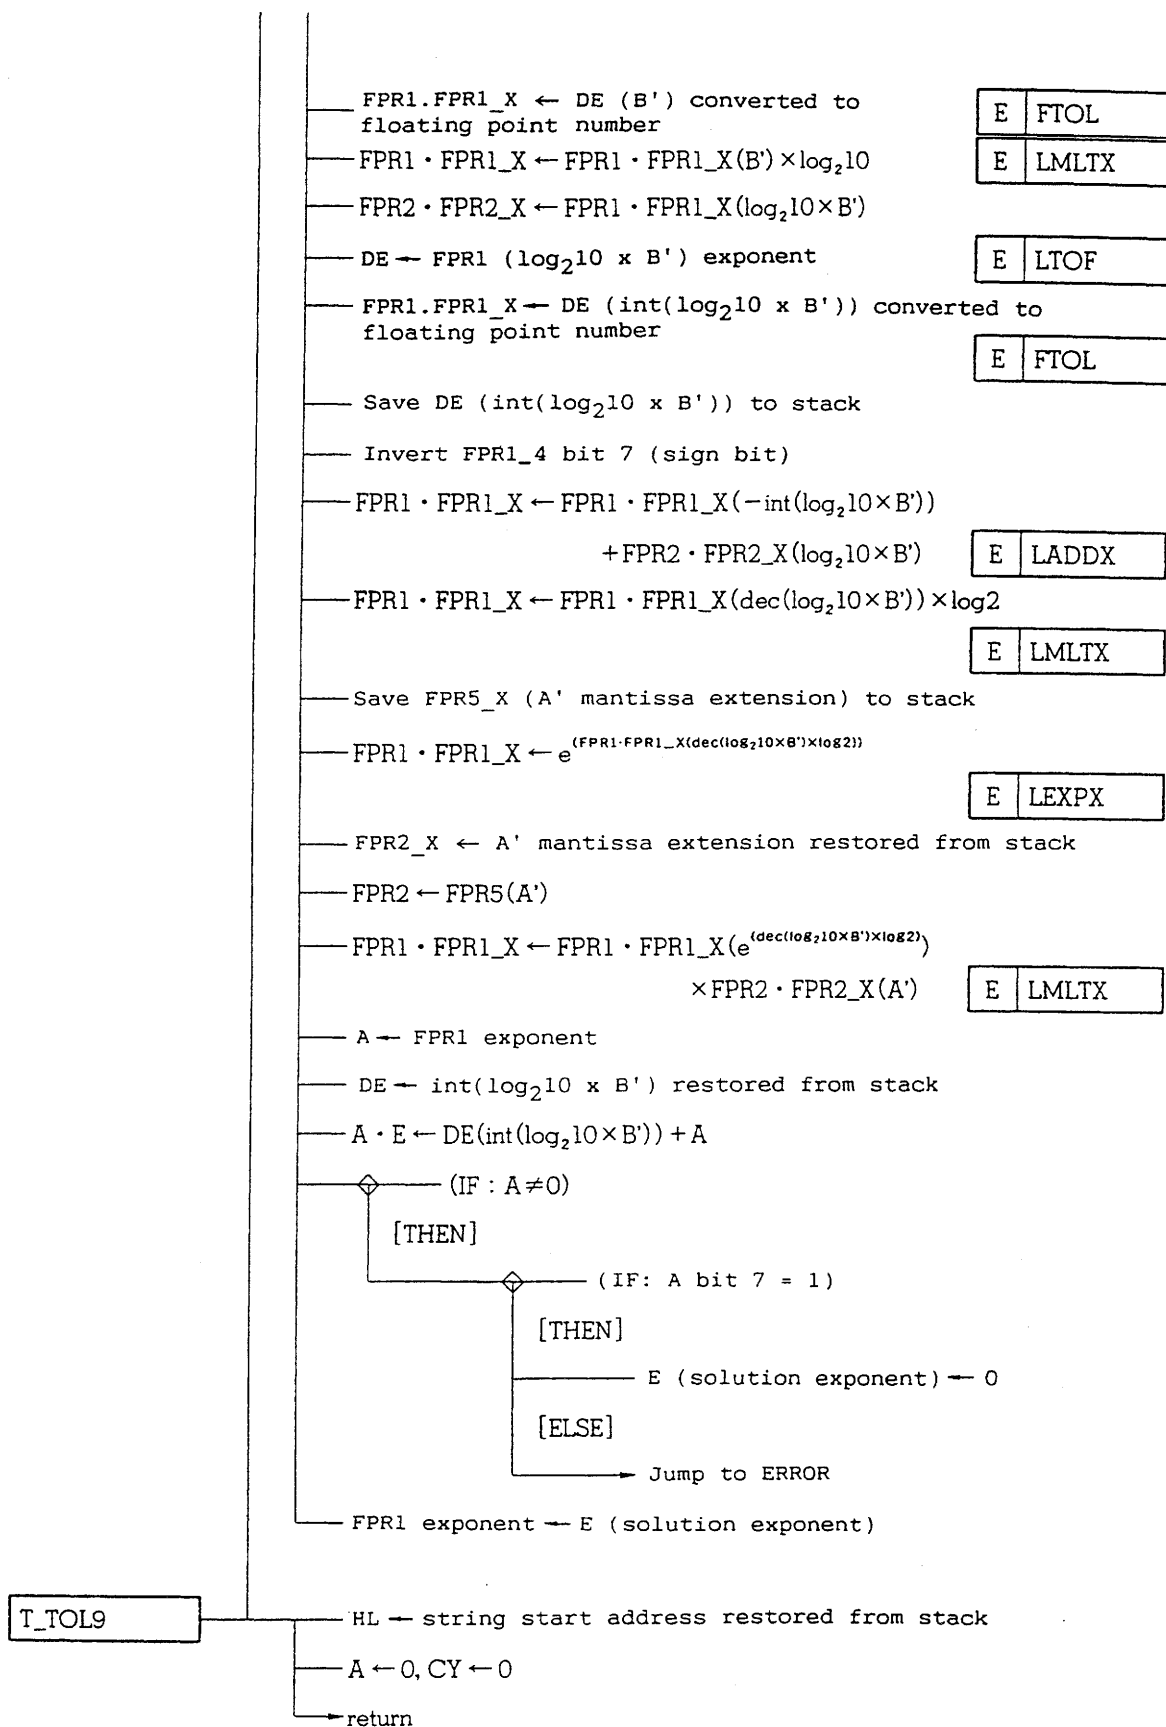 FPR1.FPR1_X ← DE (B') converted to
floating point number
E FTOL
FPR1・FPR1_X ← FPR1・FPR1_X(B')×log₂10
E LMLTX
FPR2・FPR2_X ← FPR1・FPR1_X(log₂10×B')
DE ← FPR1 (log₂10 x B') exponent
E LTOF
FPR1.FPR1_X ← DE (int(log₂10 x B')) converted to
floating point number
E FTOL
Save DE (int(log₂10 x B')) to stack
Invert FPR1_4 bit 7 (sign bit)
FPR1・FPR1_X ← FPR1・FPR1_X(−int(log₂10×B'))
+FPR2・FPR2_X(log₂10×B')
E LADDX
FPR1・FPR1_X ← FPR1・FPR1_X(dec(log₂10×B'))×log2
E LMLTX
Save FPR5_X (A' mantissa extension) to stack
FPR1・FPR1_X ← e(FPR1·FPR1_X(dec(log₂10×B')×log2))
E LEXPX
FPR2_X ← A' mantissa extension restored from stack
FPR2 ← FPR5(A')
FPR1・FPR1_X ← FPR1・FPR1_X(e(dec(log₂10×B')×log2))
×FPR2・FPR2_X(A')
E LMLTX
A ← FPR1 exponent
DE ← int(log₂10 x B') restored from stack
A・E ← DE(int(log₂10×B'))+A
(IF : A≠0)
[THEN]
(IF: A bit 7 = 1)
[THEN]
E (solution exponent) ← 0
[ELSE]
Jump to ERROR
FPR1 exponent ← E (solution exponent)
T_TOL9
HL ← string start address restored from stack
A ← 0, CY ← 0
return